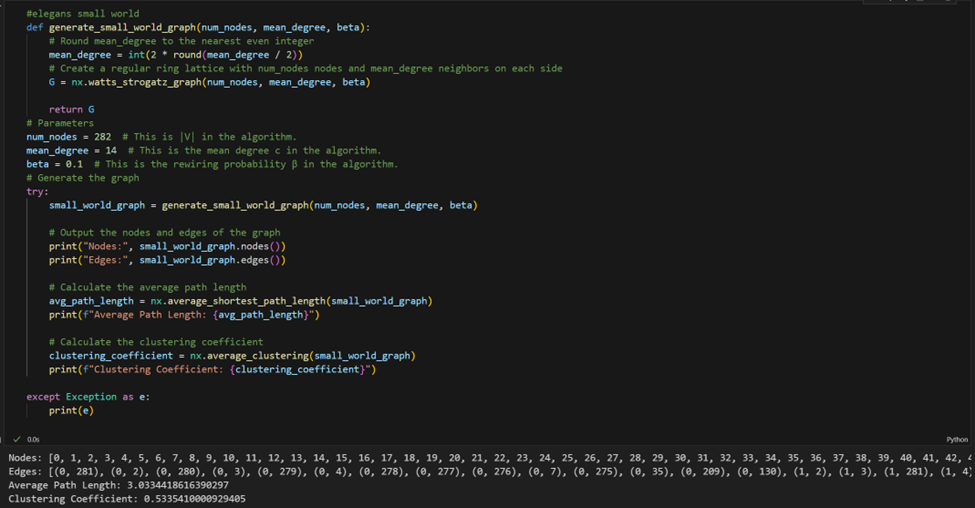 #elegans small world
def generate_small_world_graph(num_nodes, mean_degree, beta):
    # Round mean_degree to the nearest even integer
    mean_degree = int(2 * round(mean_degree / 2))
    # Create a regular ring lattice with num_nodes nodes and mean_degree neighbors on each side
    G = nx.watts_strogatz_graph(num_nodes, mean_degree, beta)
    return G
# Parameters
num_nodes = 282  # This is |V| in the algorithm.
mean_degree = 14  # This is the mean degree c in the algorithm.
beta = 0.1  # This is the rewiring probability β in the algorithm.
# Generate the graph
try:
    small_world_graph = generate_small_world_graph(num_nodes, mean_degree, beta)
    # Output the nodes and edges of the graph
    print("Nodes:", small_world_graph.nodes())
    print("Edges:", small_world_graph.edges())
    # Calculate the average path length
    avg_path_length = nx.average_shortest_path_length(small_world_graph)
    print(f"Average Path Length: {avg_path_length}")
    # Calculate the clustering coefficient
    clustering_coefficient = nx.average_clustering(small_world_graph)
    print(f"Clustering Coefficient: {clustering_coefficient}")
except Exception as e:
    print(e)
0.0s Python
Nodes: [0, 1, 2, 3, 4, 5, 6, 7, 8, 9, 10, 11, 12, 13, 14, 15, 16, 17, 18, 19, 20, 21, 22, 23, 24, 25, 26, 27, 28, 29, 30, 31, 32, 33, 34, 35, 36, 37, 38, 39, 40, 41, 42,
Edges: [(0, 281), (0, 2), (0, 280), (0, 3), (0, 279), (0, 4), (0, 278), (0, 277), (0, 276), (0, 7), (0, 275), (0, 35), (0, 209), (0, 130), (1, 2), (1, 3), (1, 281), (1, 4)
Average Path Length: 3.0334418616390297
Clustering Coefficient: 0.5335410000929405